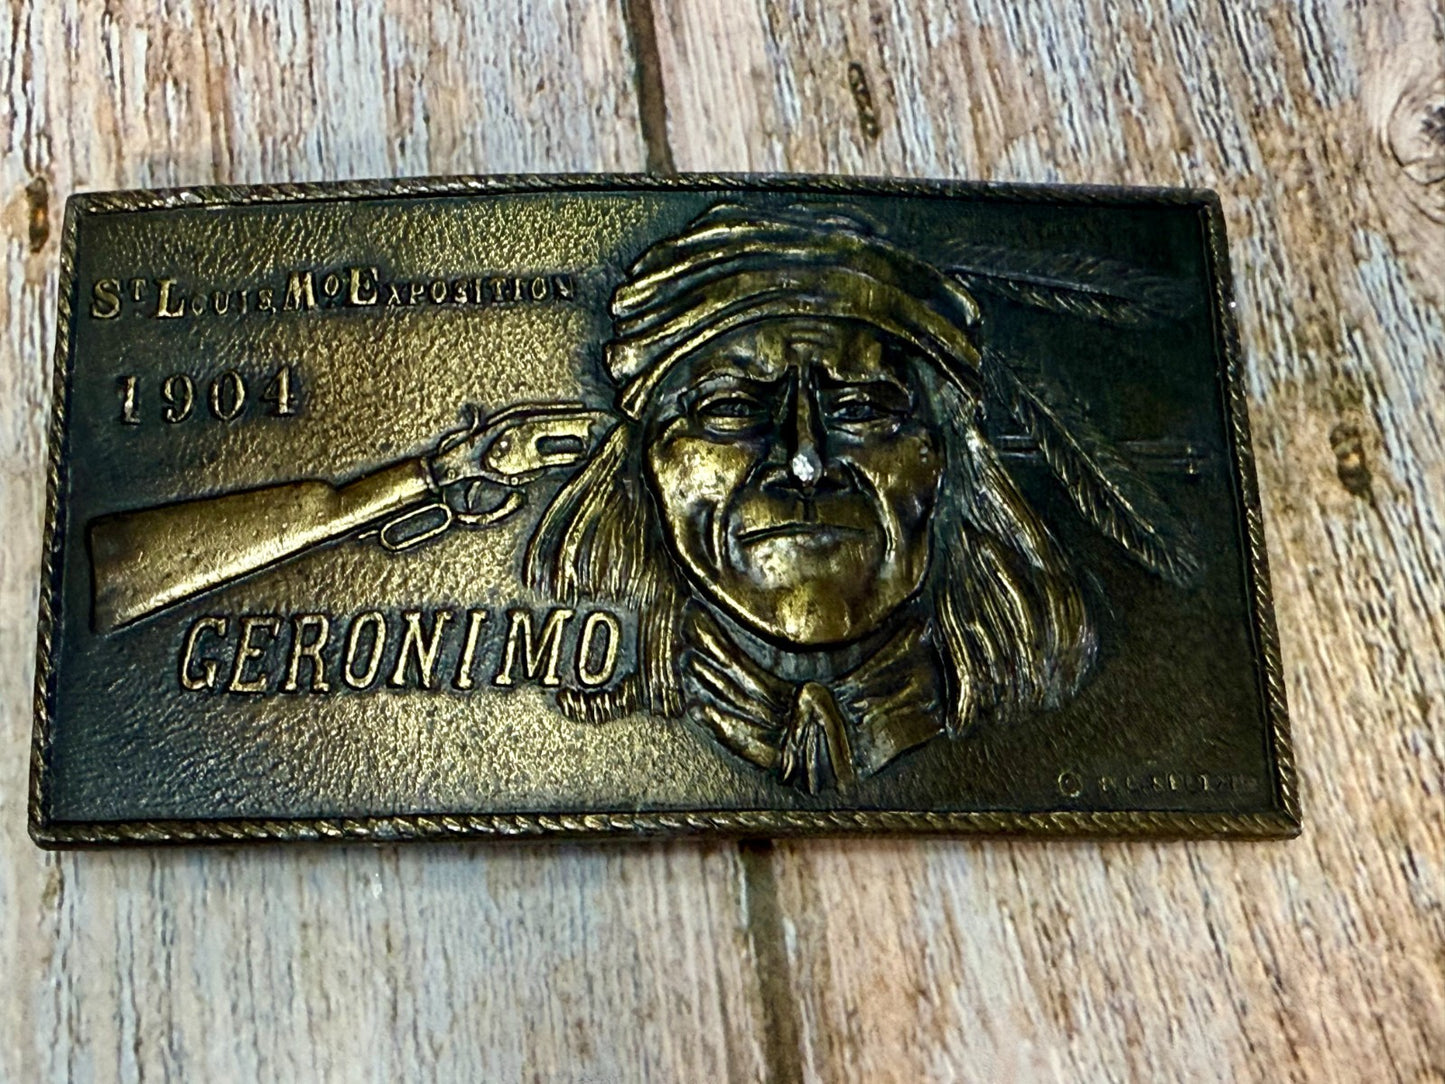 ST LOUIS, MO EXPOSITION
1904
GERONIMO
©